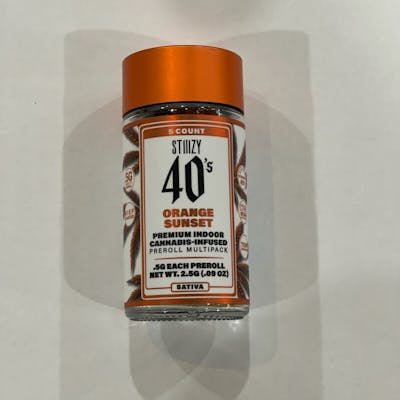 5 COUNT
STIIIZY
40's
ORANGE
SUNSET
PREMIUM INDOOR
CANNABIS-INFUSED
PREROLL MULTIPACK
.5G EACH PREROLL
NET WT. 2.5G (.09 OZ)
SATIVA